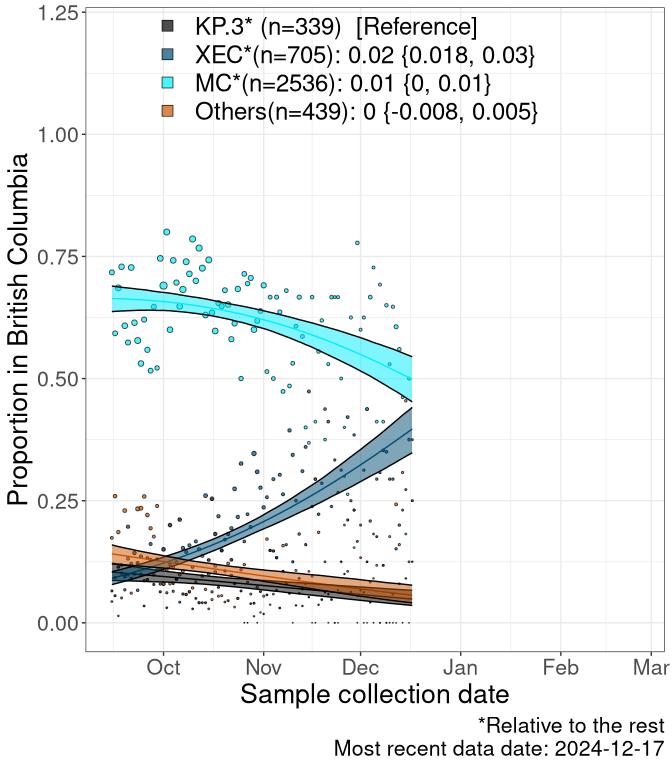 KP.3* (n=339)  [Reference]
XEC*(n=705): 0.02 {0.018, 0.03}
MC*(n=2536): 0.01 {0, 0.01}
Others(n=439): 0 {-0.008, 0.005}
Proportion in British Columbia
1.25
1.00
0.75
0.50
0.25
0.00
Oct Nov Dec Jan Feb Mar
Sample collection date
*Relative to the rest
Most recent data date: 2024-12-17